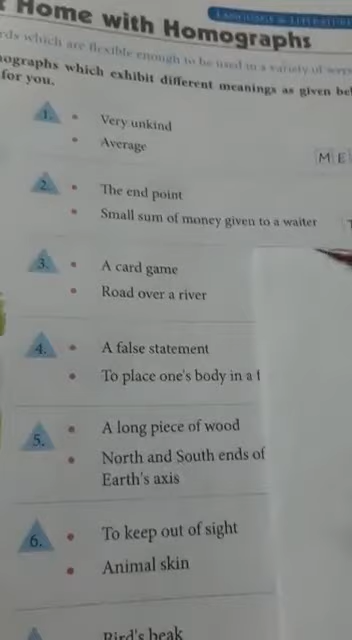 Home with Homographs
LANGUAGE & LITERATURE
rds which are flexible enough to be used in a variety of
ographs which exhibit different meanings as given be
for you.
1. • Very unkind
• Average
M E
2. • The end point
• Small sum of money given to a waiter
3. • A card game
• Road over a river
4. • A false statement
• To place one's body in a f
5. • A long piece of wood
• North and South ends of
Earth's axis
6. • To keep out of sight
• Animal skin
Bird's beak